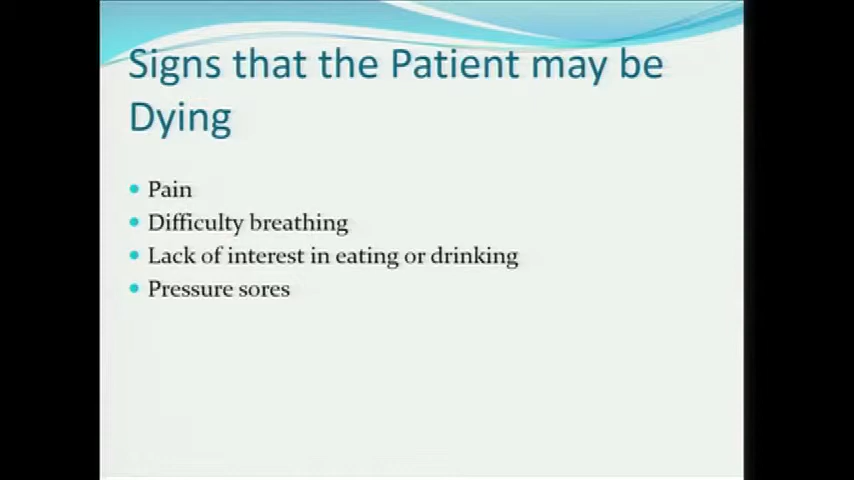 Signs that the Patient may be
Dying
Pain
Difficulty breathing
Lack of interest in eating or drinking
Pressure sores